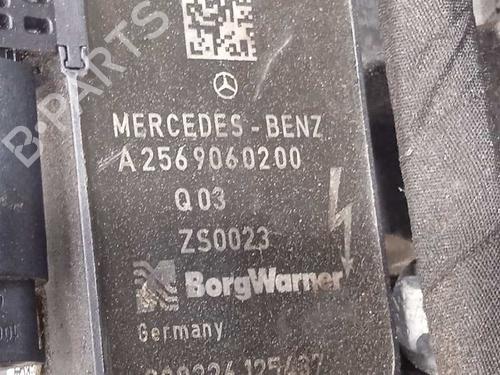 MERCEDES-BENZ
A2569060200
Q03
ZS0023
BorgWarner
Germany
B-PARTS